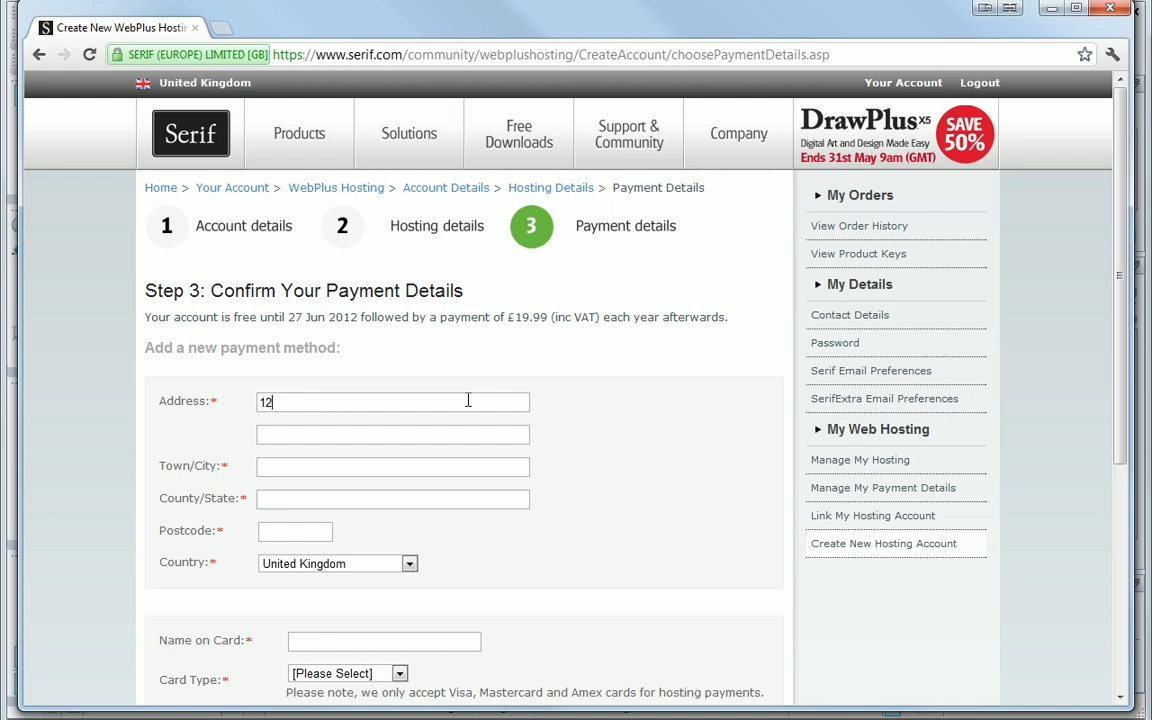 Create New WebPlus Hostin
SERIF (EUROPE) LIMITED [GB] https://www.serif.com/community/webplushosting/CreateAccount/choosePaymentDetails.asp
United Kingdom
Your Account Logout
Serif
Products
Solutions
Free Downloads
Support & Community
Company
DrawPlus X5
Digital Art and Design Made Easy
Ends 31st May 9am (GMT)
SAVE
50%
Home > Your Account > WebPlus Hosting > Account Details > Hosting Details > Payment Details
1 Account details 2 Hosting details 3 Payment details
Step 3: Confirm Your Payment Details
Your account is free until 27 Jun 2012 followed by a payment of £19.99 (inc VAT) each year afterwards.
Add a new payment method:
Address:* 12
Town/City:*
County/State:*
Postcode:*
Country:* United Kingdom
Name on Card:*
Card Type:* [Please Select]
Please note, we only accept Visa, Mastercard and Amex cards for hosting payments.
My Orders
View Order History
View Product Keys
My Details
Contact Details
Password
Serif Email Preferences
SerifExtra Email Preferences
My Web Hosting
Manage My Hosting
Manage My Payment Details
Link My Hosting Account
Create New Hosting Account